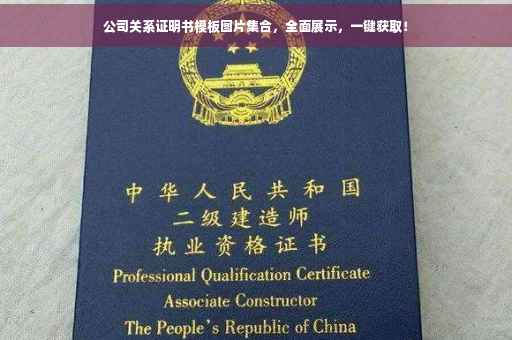 公司关系证明书模板图片集合，全面展示，一键获取！
中华人民共和国
二级建造师
执业资格证书
Professional Qualification Certificate
Associate Constructor
The People's Republic of China